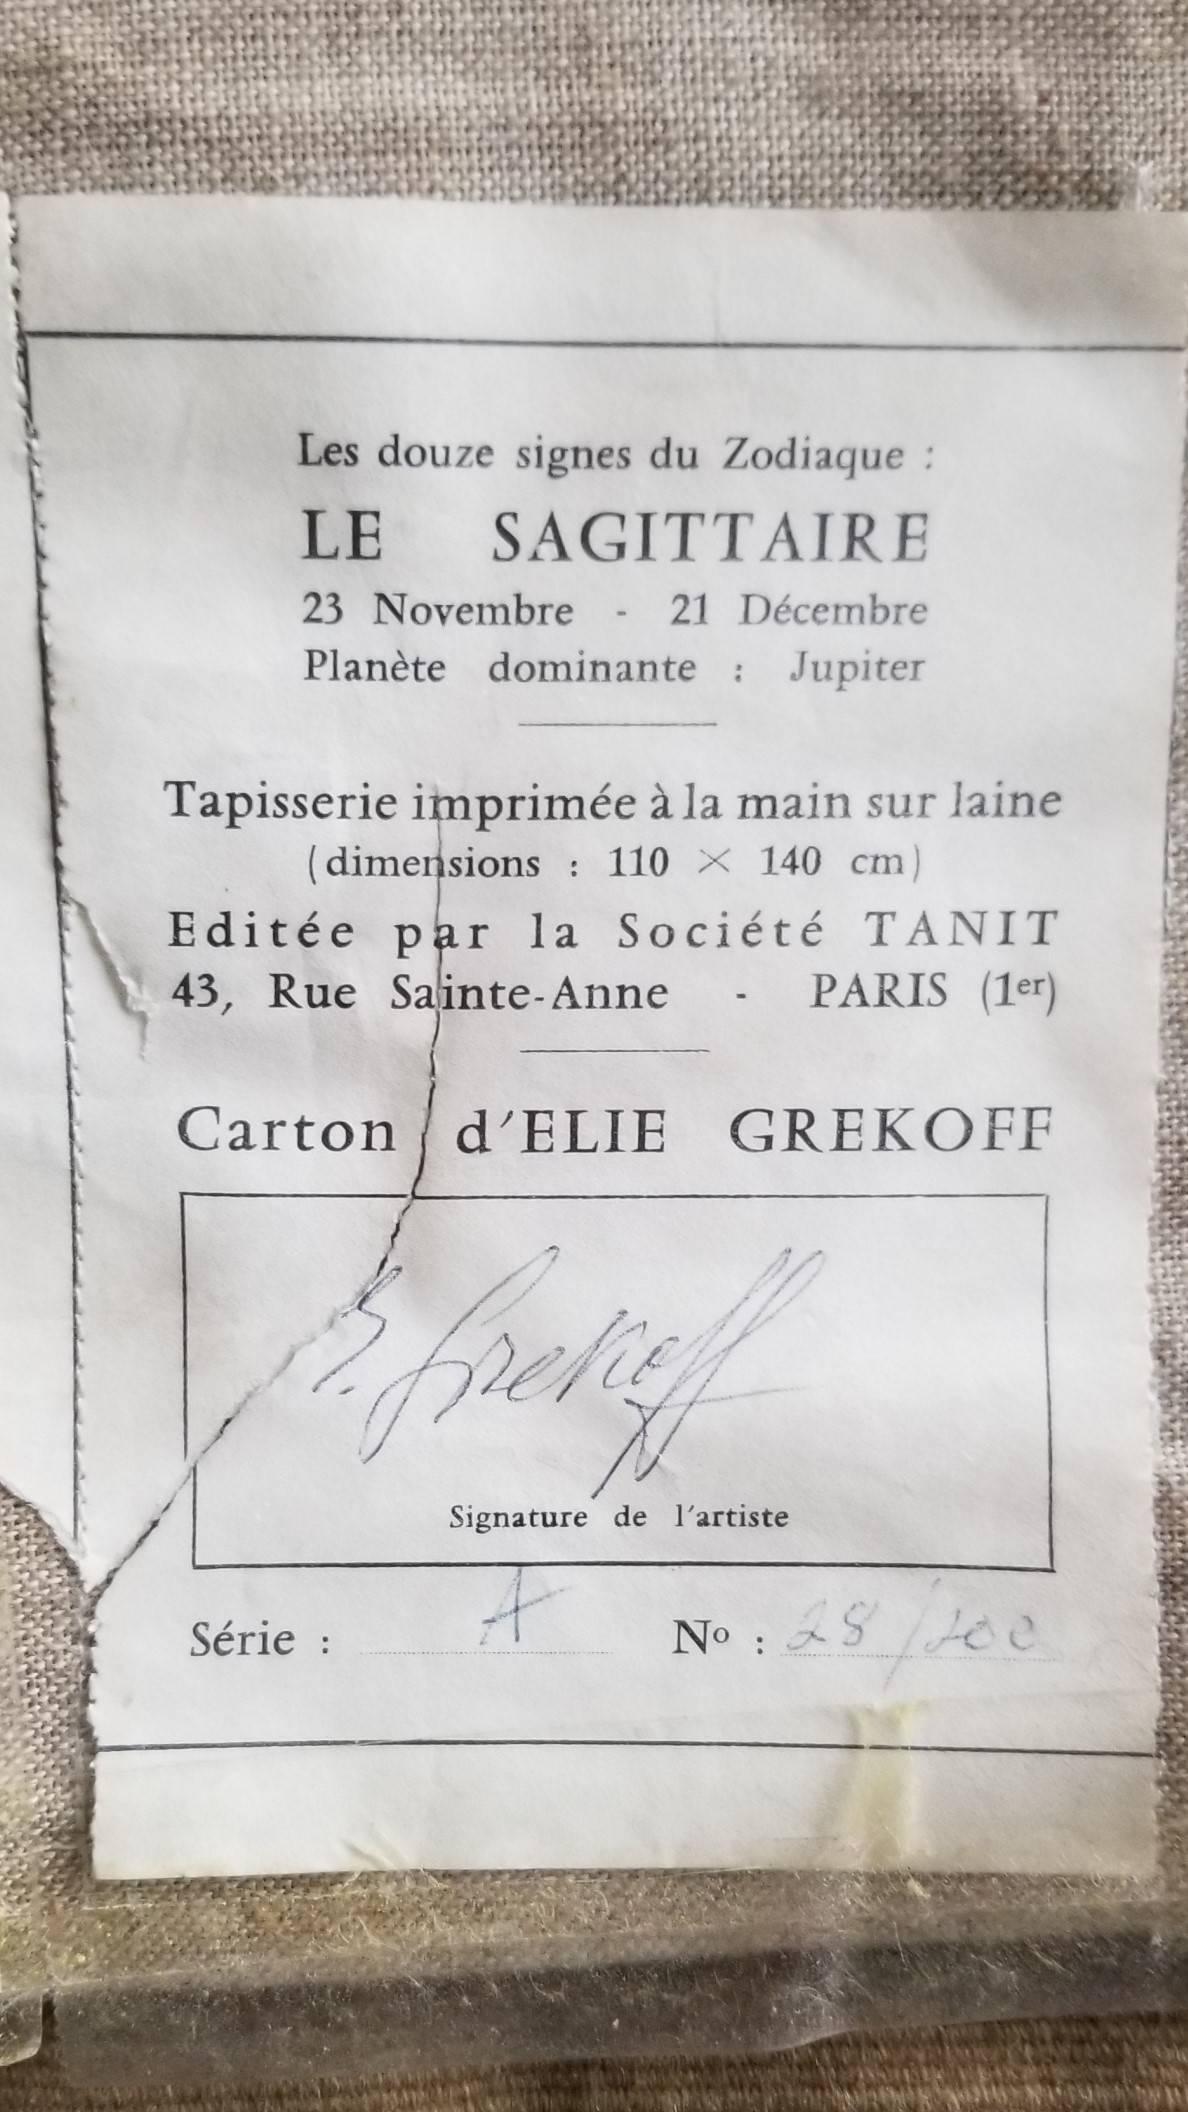 Les douze signes du Zodiaque :
LE SAGITTAIRE
23 Novembre - 21 Décembre
Planète dominante : Jupiter
Tapisserie imprimée à la main sur laine
(dimensions : 110 × 140 cm)
Editée par la Société TANIT
43, Rue Sainte-Anne - PARIS (1er)
Carton d'ELIE GREKOFF
E. Grekoff
Signature de l'artiste
Série : A No : 28/200